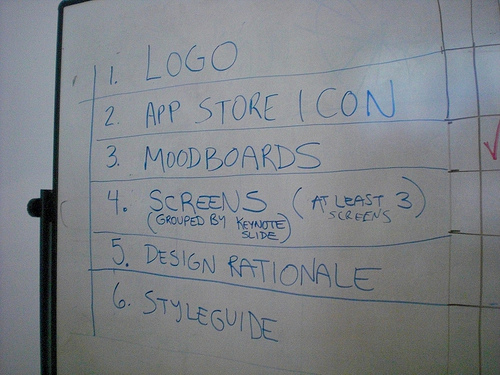 1. LOGO
2. APP STORE ICON
3. MOODBOARDS
4. SCREENS (AT LEAST 3 SCREENS)
(GROUPED BY KEYNOTE SLIDE)
5. DESIGN RATIONALE
6. STYLEGUIDE